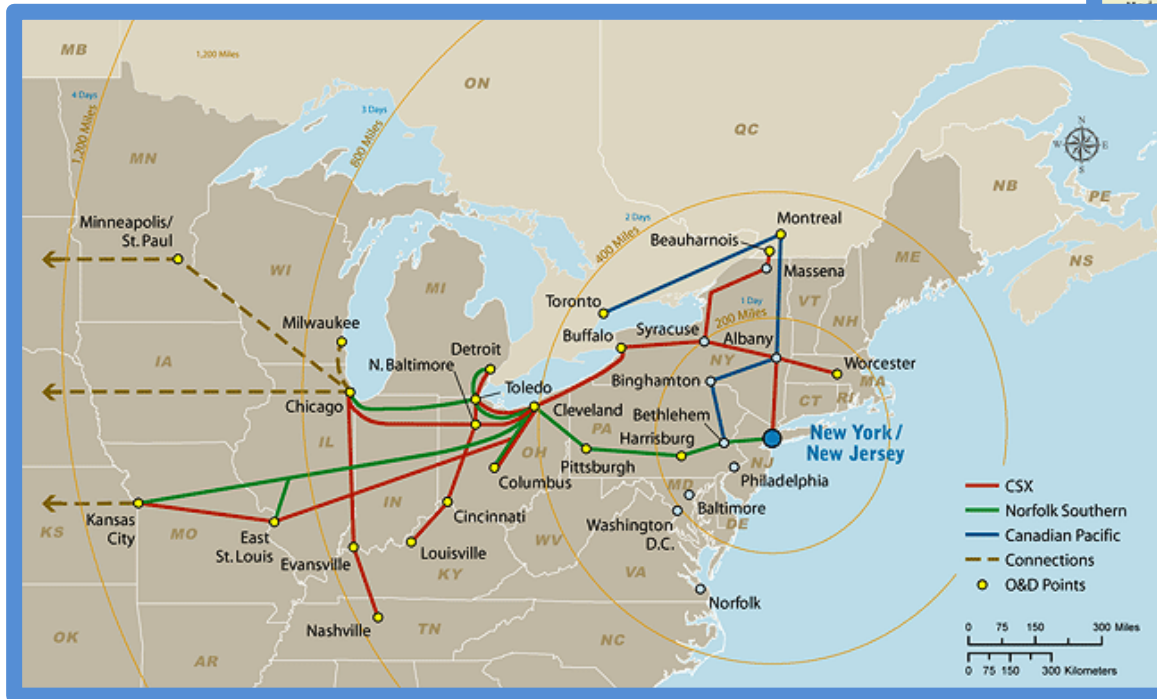 MB
1,200 Miles
ON
4 Days
3 Days
1,200 Miles
800 Miles
QC
N
W
E
S
MN
NB
PE
Minneapolis/
St. Paul
2 Days
400 Miles
Montreal
Beauharnois
ME
NS
WI
Massena
MI
Toronto
1 Day
200 Miles
VT
NH
Milwaukee
Buffalo
Syracuse
Albany
IA
Detroit
N. Baltimore
NY
Worcester
Toledo
Binghamton
MA
CT
RI
Chicago
Cleveland
Bethlehem
PA
Harrisburg
New York/
New Jersey
IL
OH
Pittsburgh
NJ
Columbus
Philadelphia
MD
CSX
Kansas
City
IN
Cincinnati
Baltimore
Norfolk Southern
KS
MO
East
St. Louis
Washington
D.C.
DE
Canadian Pacific
Evansville
Louisville
WV
Connections
KY
VA
O&D Points
Norfolk
Nashville
TN
NC
0 75 150 300 Miles
OK
AR
0 75 150 300 Kilometers